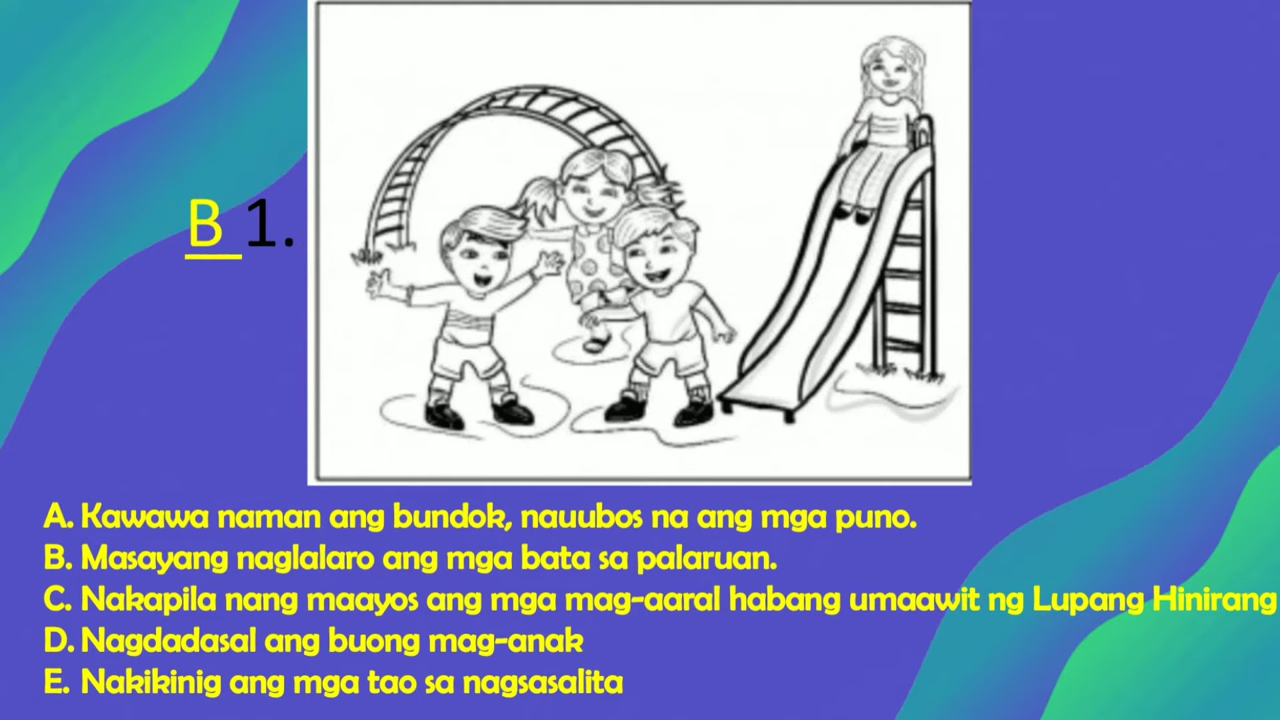 B 1.
A. Kawawa naman ang bundok, nauubos na ang mga puno.
B. Masayang naglalaro ang mga bata sa palaruan.
C. Nakapila nang maayos ang mga mag-aaral habang umaawit ng Lupang Hinirang
D. Nagdadasal ang buong mag-anak
E. Nakikinig ang mga tao sa nagsasalita